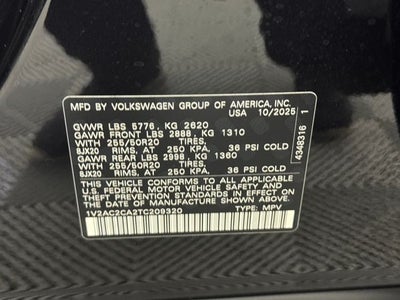 MFD. BY VOLKSWAGEN GROUP OF AMERICA, INC.
USA 10/2025
GVWR LBS 5776, KG 2620
GAWR FRONT LBS 2888, KG 1310
WITH 255/50R20 TIRES,
8JX20 RIMS, AT 250 KPA. 36 PSI COLD
GAWR REAR LBS 2998, KG 1360
WITH 255/50R20 TIRES,
8JX20 RIMS, AT 250 KPA. 36 PSI COLD
THIS VEHICLE CONFORMS TO ALL APPLICABLE
U.S. FEDERAL MOTOR VEHICLE SAFETY AND
THEFT PREVENTION STANDARDS IN EFFECT ON
THE DATE OF MANUFACTURE SHOWN ABOVE.
1V2AC2CA2TC209320 TYPE: MPV
4348316 1